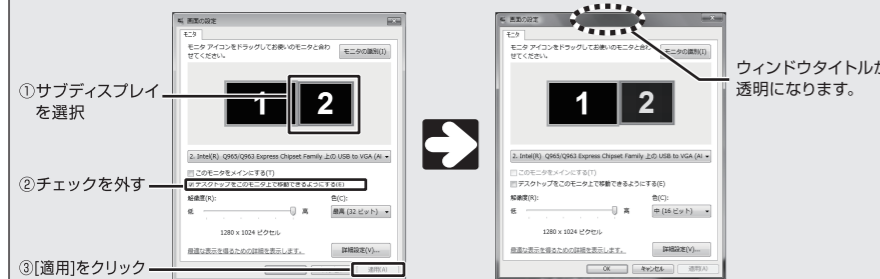 ①サブディスプレイ
を選択
②チェックを外す
③[適用]をクリック
画面の設定
モニタ
モニタ アイコンをドラッグしてお使いのモニタと合わ
せてください。
モニタの識別(I)
1
2
2. Intel(R) Q965/Q963 Express Chipset Family 上の USB to VGA (Al
このモニタをメインにする(T)
デスクトップをこのモニタ上で移動できるようにする(E)
解像度(R):
色(C):
低
高
最高 (32 ビット)
1280 x 1024 ピクセル
最適な表示を得るための詳細を表示します。
詳細設定(V)...
適用(A)
画面の設定
モニタ
モニタ アイコンをドラッグしてお使いのモニタと合わ
せてください。
モニタの識別(I)
1
2
2. Intel(R) Q965/Q963 Express Chipset Family 上の USB to VGA (Al
このモニタをメインにする(T)
デスクトップをこのモニタ上で移動できるようにする(E)
解像度(R):
色(C):
低
高
中 (16 ビット)
1280 x 1024 ピクセル
最適な表示を得るための詳細を表示します。
詳細設定(V)...
OK
キャンセル
適用(A)
ウィンドウタイトルが
透明になります。